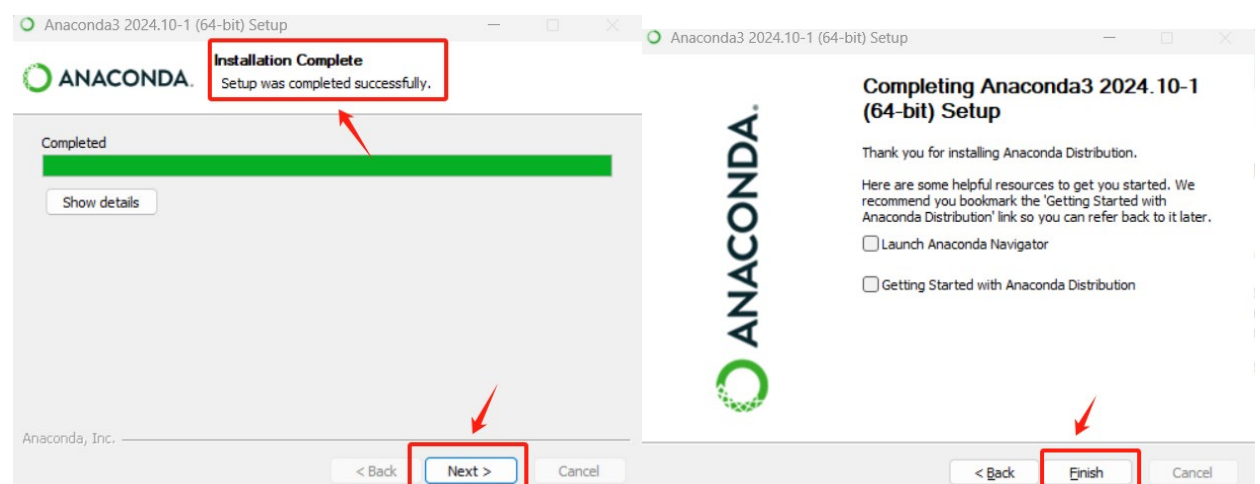 Anaconda3 2024.10-1 (64-bit) Setup
Installation Complete
Setup was completed successfully.
ANACONDA.
Completed
Show details
Anaconda, Inc.
< Back
Next >
Cancel
Anaconda3 2024.10-1 (64-bit) Setup
ANACONDA.
Completing Anaconda3 2024.10-1
(64-bit) Setup
Thank you for installing Anaconda Distribution.
Here are some helpful resources to get you started. We
recommend you bookmark the 'Getting Started with
Anaconda Distribution' link so you can refer back to it later.
Launch Anaconda Navigator
Getting Started with Anaconda Distribution
< Back
Finish
Cancel